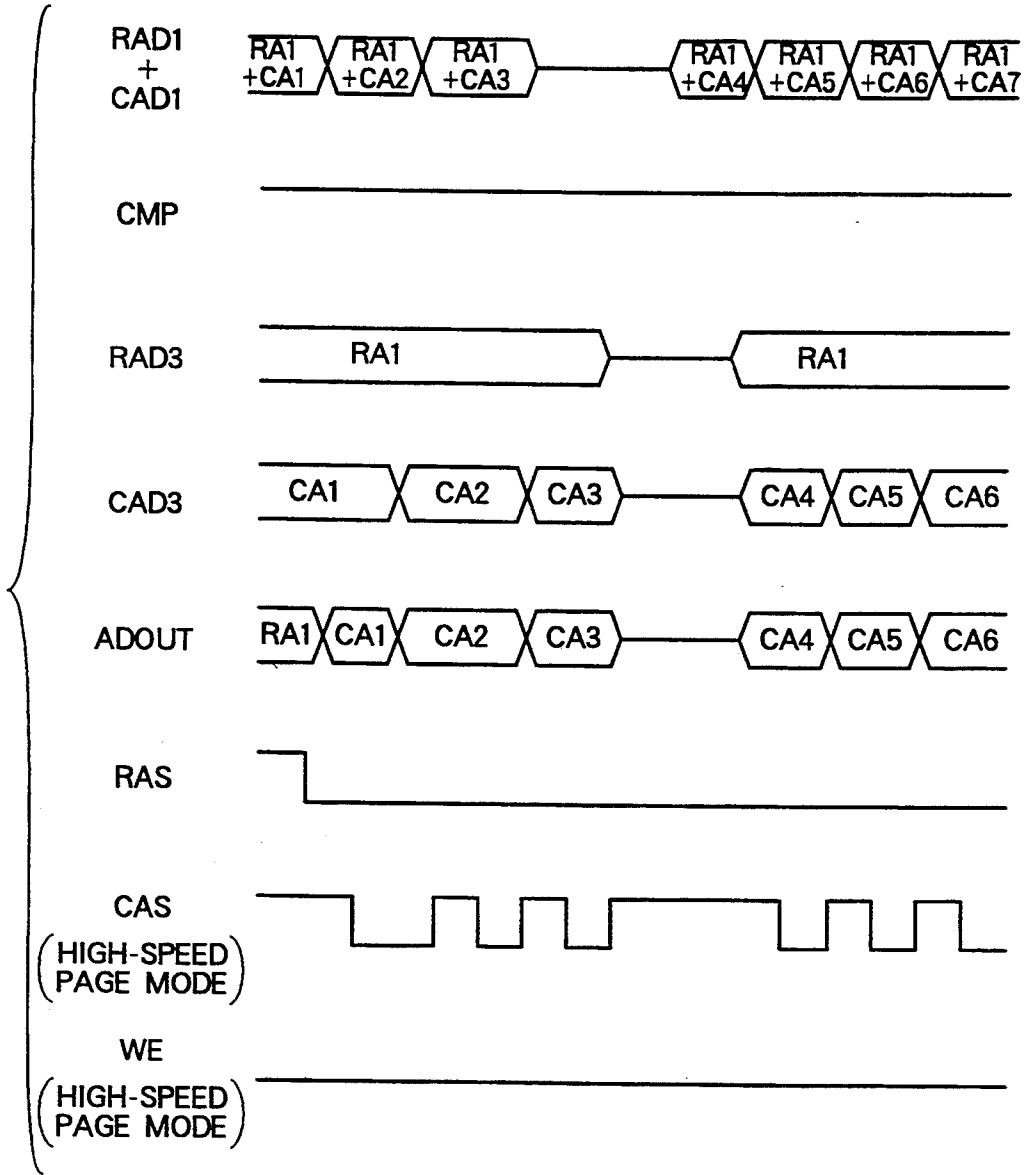 RAD1
+
CAD1
RA1
+CA1
RA1
+CA2
RA1
+CA3
RA1
+CA4
RA1
+CA5
RA1
+CA6
RA1
+CA7
CMP
RAD3
RA1
RA1
CAD3
CA1
CA2
CA3
CA4
CA5
CA6
ADOUT
RA1
CA1
CA2
CA3
CA4
CA5
CA6
RAS
CAS
(HIGH-SPEED
PAGE MODE)
WE
(HIGH-SPEED
PAGE MODE)